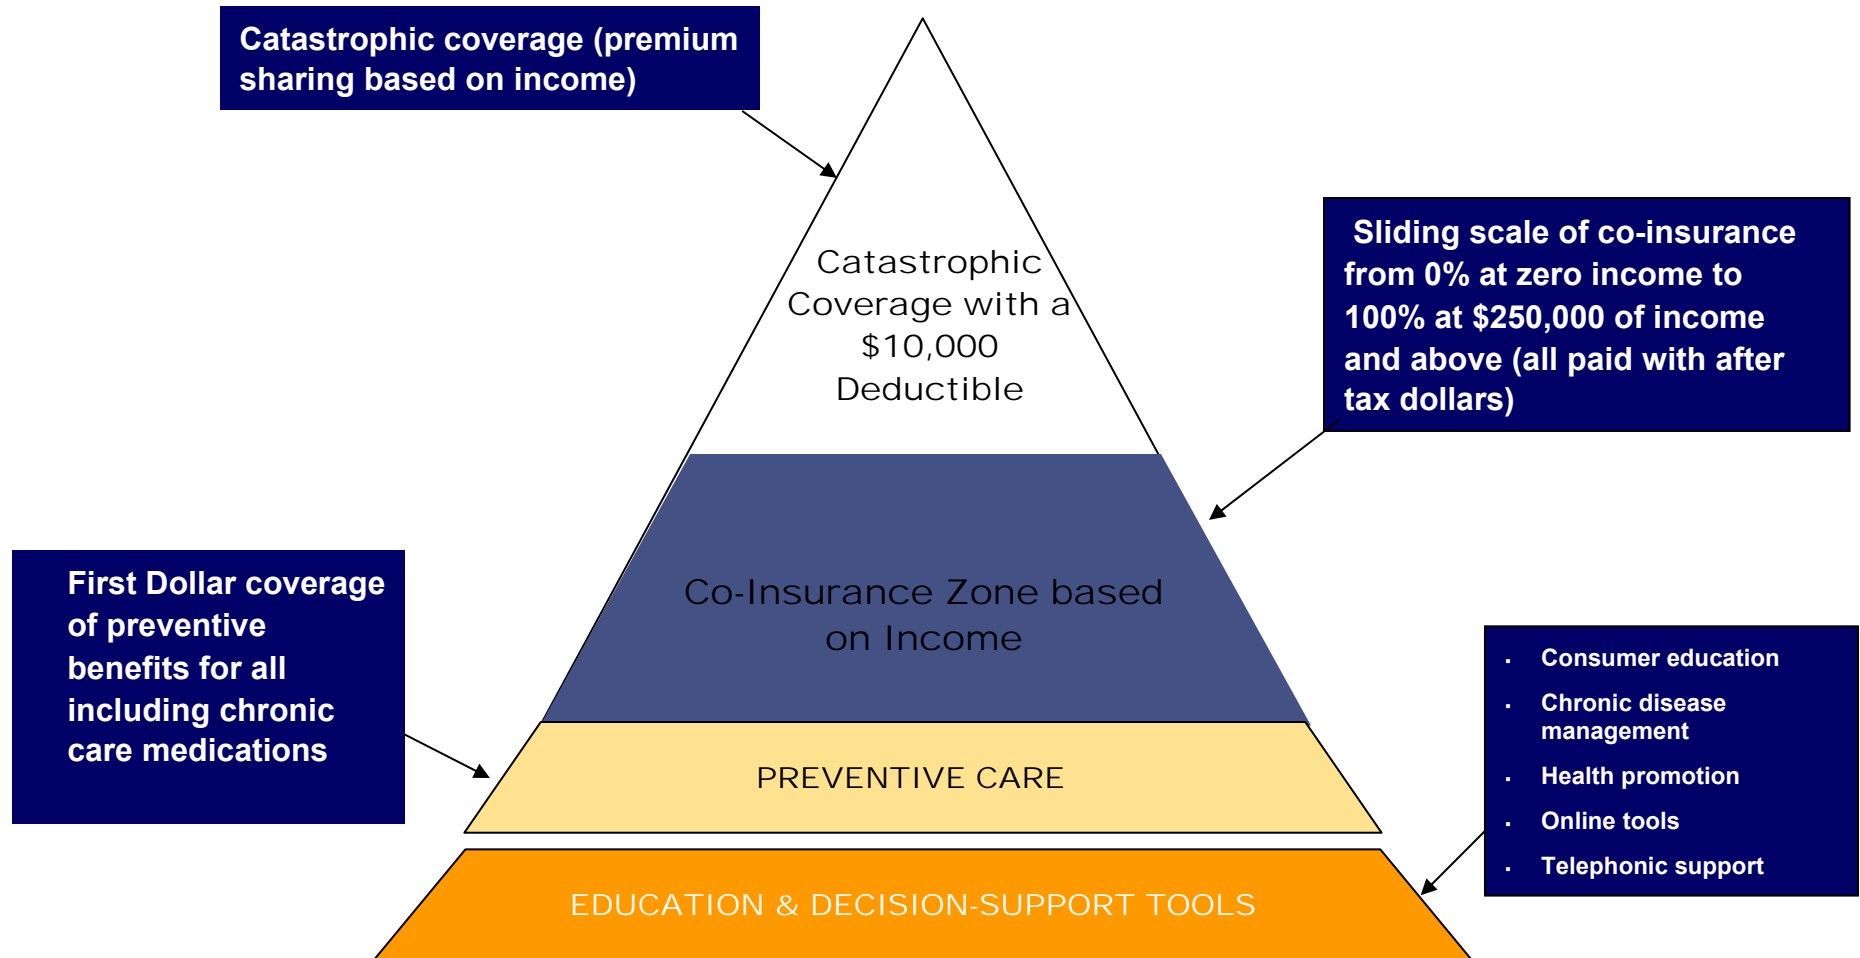 Catastrophic coverage (premium
sharing based on income)
Catastrophic
Coverage with a
$10,000
Deductible
Sliding scale of co-insurance
from 0% at zero income to
100% at $250,000 of income
and above (all paid with after
tax dollars)
Co-Insurance Zone based
on Income
First Dollar coverage
of preventive
benefits for all
including chronic
care medications
PREVENTIVE CARE
▪ Consumer education
▪ Chronic disease
management
▪ Health promotion
▪ Online tools
▪ Telephonic support
EDUCATION & DECISION-SUPPORT TOOLS